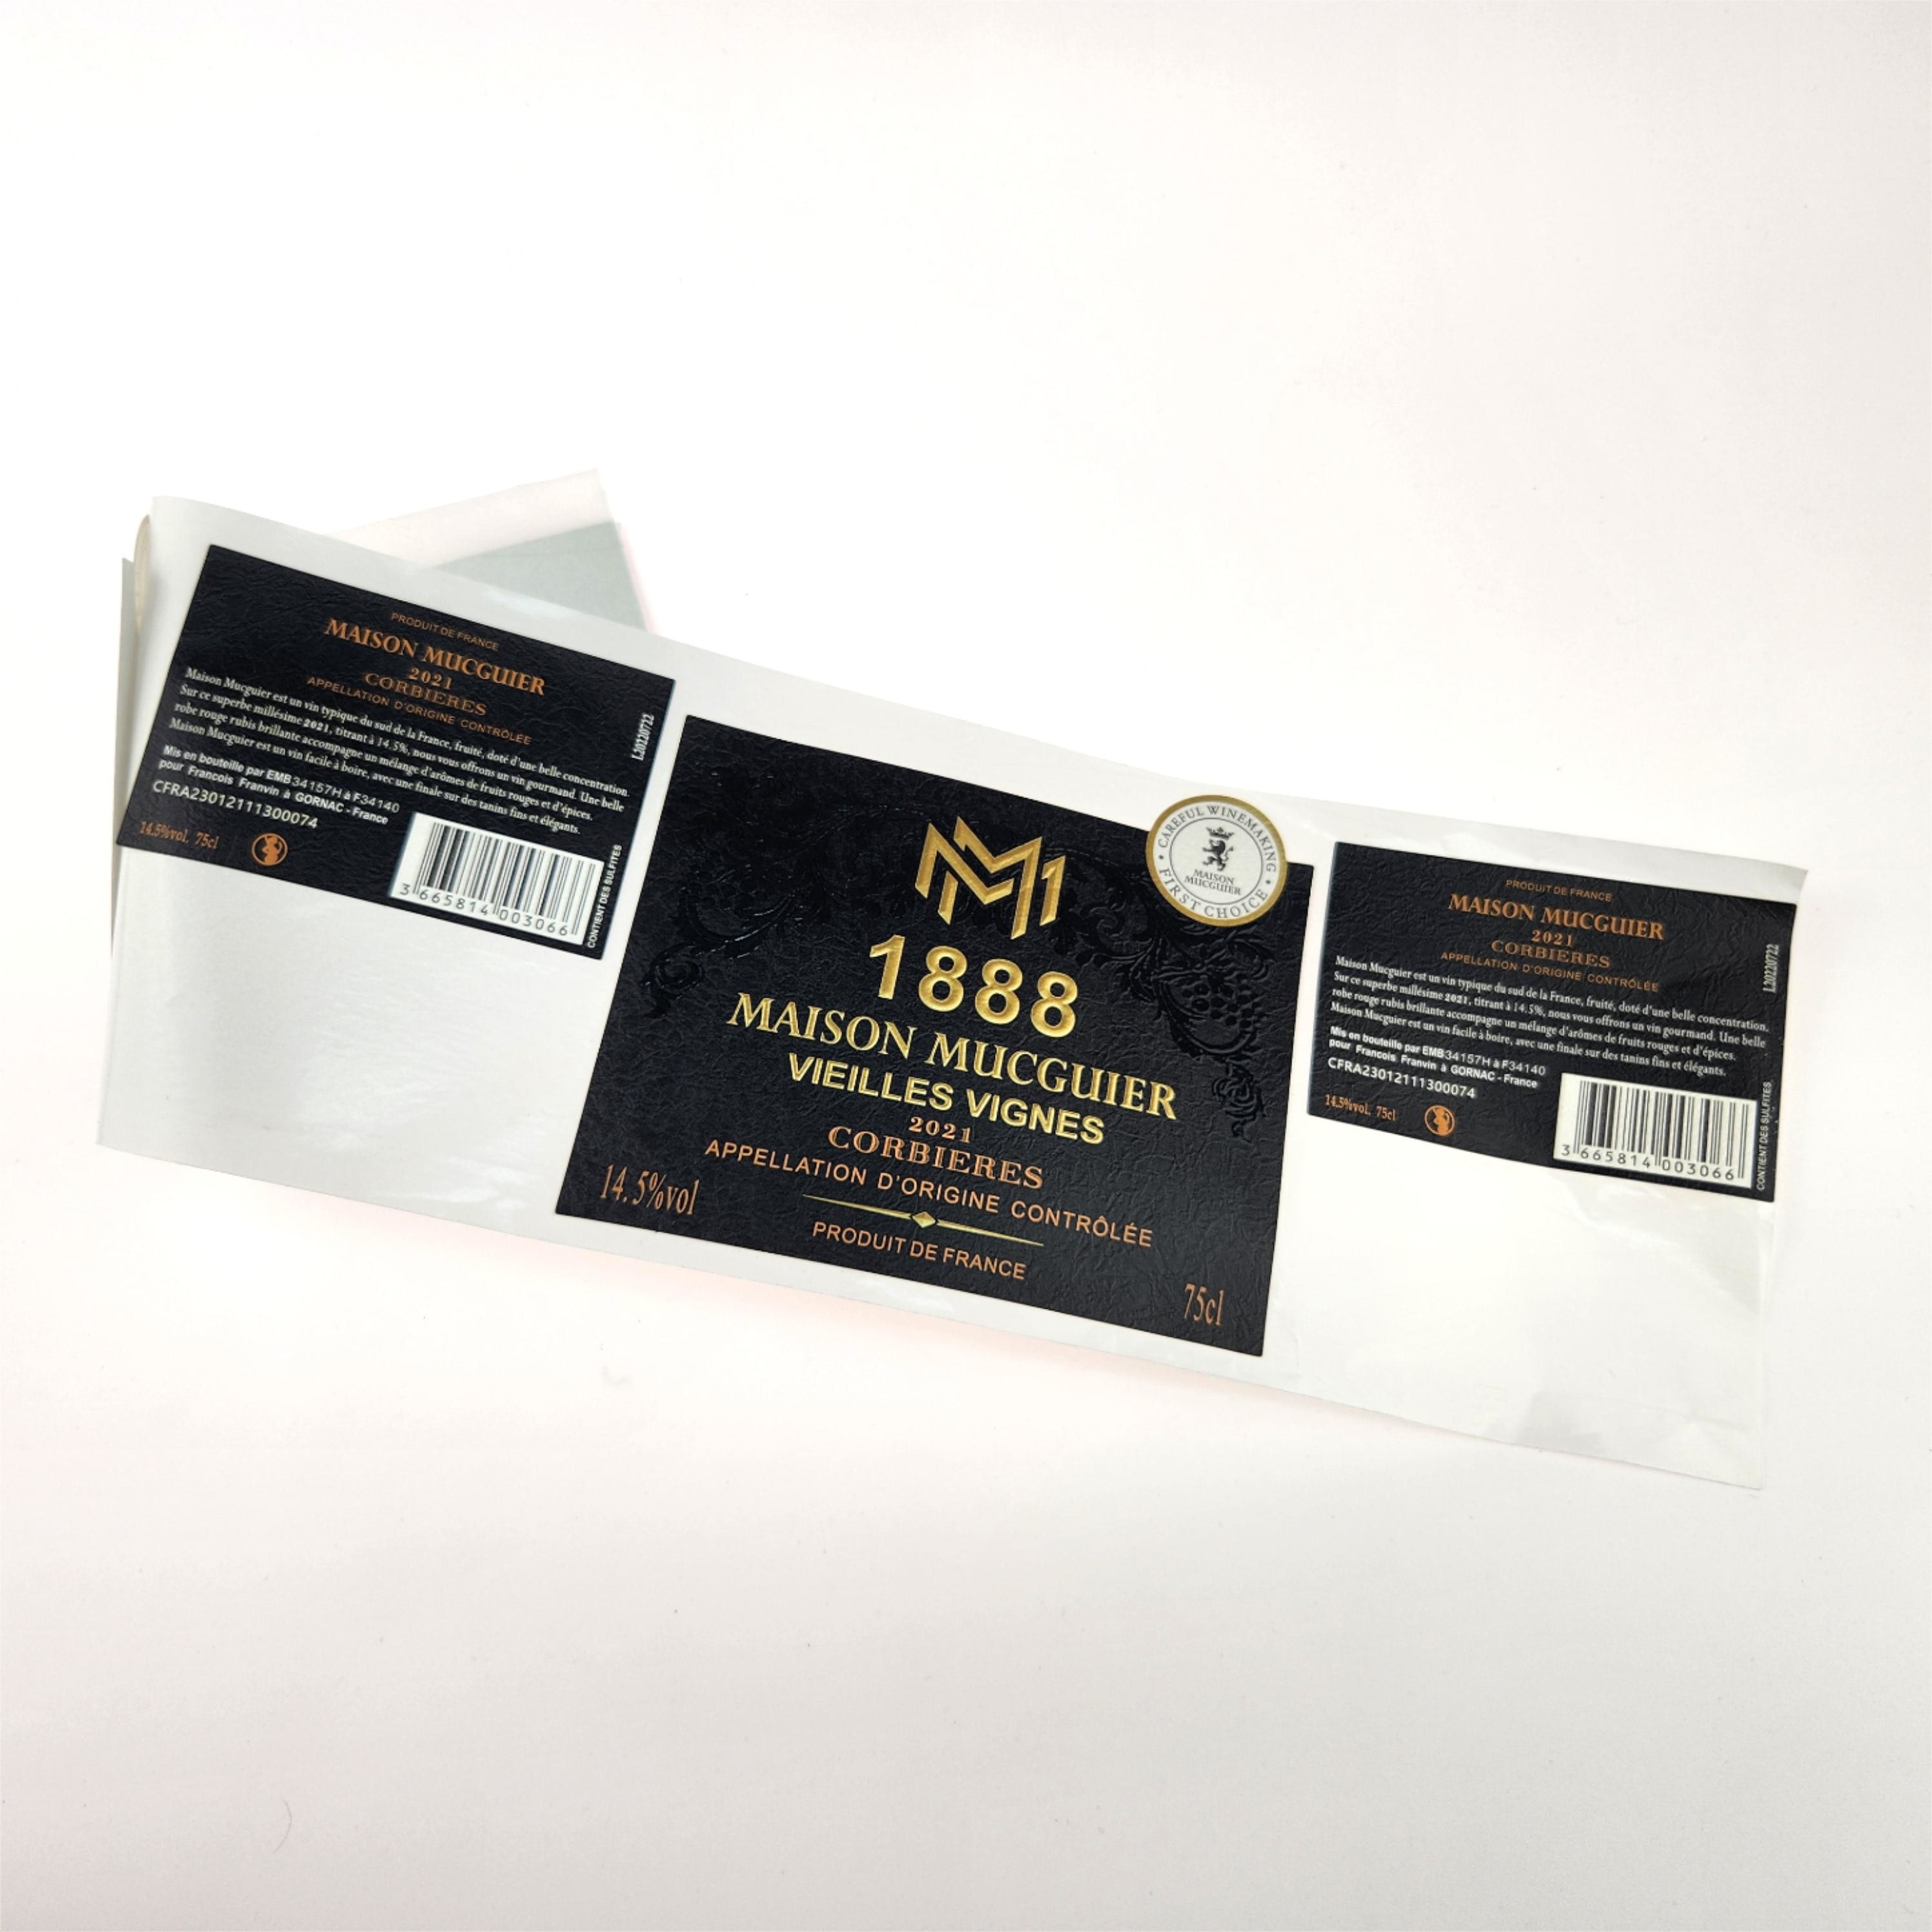 PRODUIT DE FRANCE
MAISON MUCGUIER
2021
CORBIERES
APPELLATION D'ORIGINE CONTRÔLÉE
Maison Mucguier est un vin typique du sud de la France, fruité, doté d'une belle concentration.
Sur ce superbe millésime 2021, titrant à 14.5%, nous vous offrons un vin gourmand. Une belle
robe rouge rubis brillante accompagne un mélange d'arômes de fruits rouges et d'épices.
Maison Mucguier est un vin facile à boire, avec une finale sur des tanins fins et élégants.
Mis en bouteille par EMB34157H à F34140
pour Francois Franvin à GORNAC - France
CFRA23012111300074
14.5%vol. 75cl
3 665814 003066
CONTIENT DES SULFITES
L20220722
MM1
1888
MAISON MUCGUIER
VIEILLES VIGNES
2021
CORBIERES
APPELLATION D'ORIGINE CONTRÔLÉE
14.5%vol
PRODUIT DE FRANCE
75cl
CAREFUL WINEMAKING
MAISON
MUCGUIER
FIRST CHOICE
PRODUIT DE FRANCE
MAISON MUCGUIER
2021
CORBIERES
APPELLATION D'ORIGINE CONTRÔLÉE
Maison Mucguier est un vin typique du sud de la France, fruité, doté d'une belle concentration.
Sur ce superbe millésime 2021, titrant à 14.5%, nous vous offrons un vin gourmand. Une belle
robe rouge rubis brillante accompagne un mélange d'arômes de fruits rouges et d'épices.
Maison Mucguier est un vin facile à boire, avec une finale sur des tanins fins et élégants.
Mis en bouteille par EMB34157H à F34140
pour Francois Franvin à GORNAC - France
CFRA23012111300074
14.5%vol. 75cl
3 665814 003066
CONTIENT DES SULFITES
L20220722